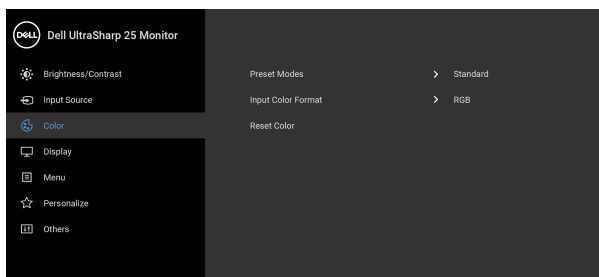 DELL Dell UltraSharp 25 Monitor
Brightness/Contrast Preset Modes > Standard
Input Source Input Color Format > RGB
Color Reset Color
Display
Menu
Personalize
Others